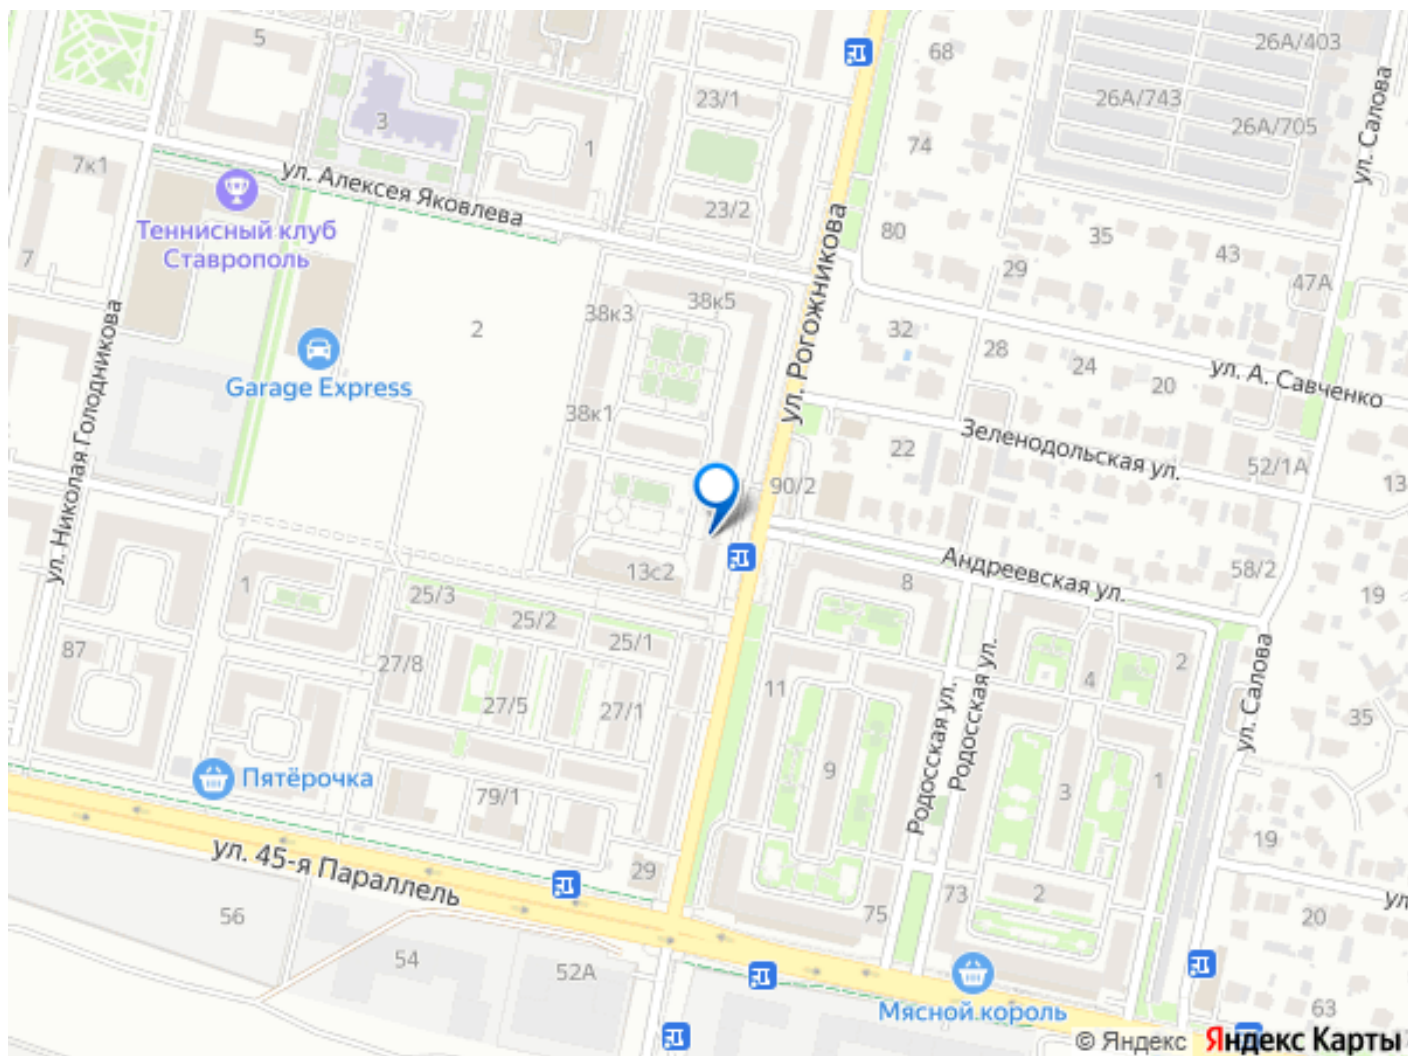 5
26А/403
68
26А/743
26А/705
ул. Салова
23/1
3
1
74
7к1
ул. Алексея Яковлева
23/2
80
35
43
47А
Теннисный клуб
Ставрополь
7
29
38к5
38к3
2
ул. Рогожникова
32
28
24
20
ул. А. Савченко
Garage Express
38к1
ул. Николая Голодникова
22
Зеленодольская ул.
52/1А
13
90/2
Андреевская ул.
58/2
13с2
8
19
1
25/3
25/2
25/1
87
27/8
27/5
27/1
11
4
2
Родосская ул.
Родосская ул.
ул. Салова
35
Пятёрочка
79/1
9
3
1
19
ул. 45-я Параллель
29
56
54
52А
75
73
2
20
ул
63
Мясной король
© Яндекс Яндекс Карты